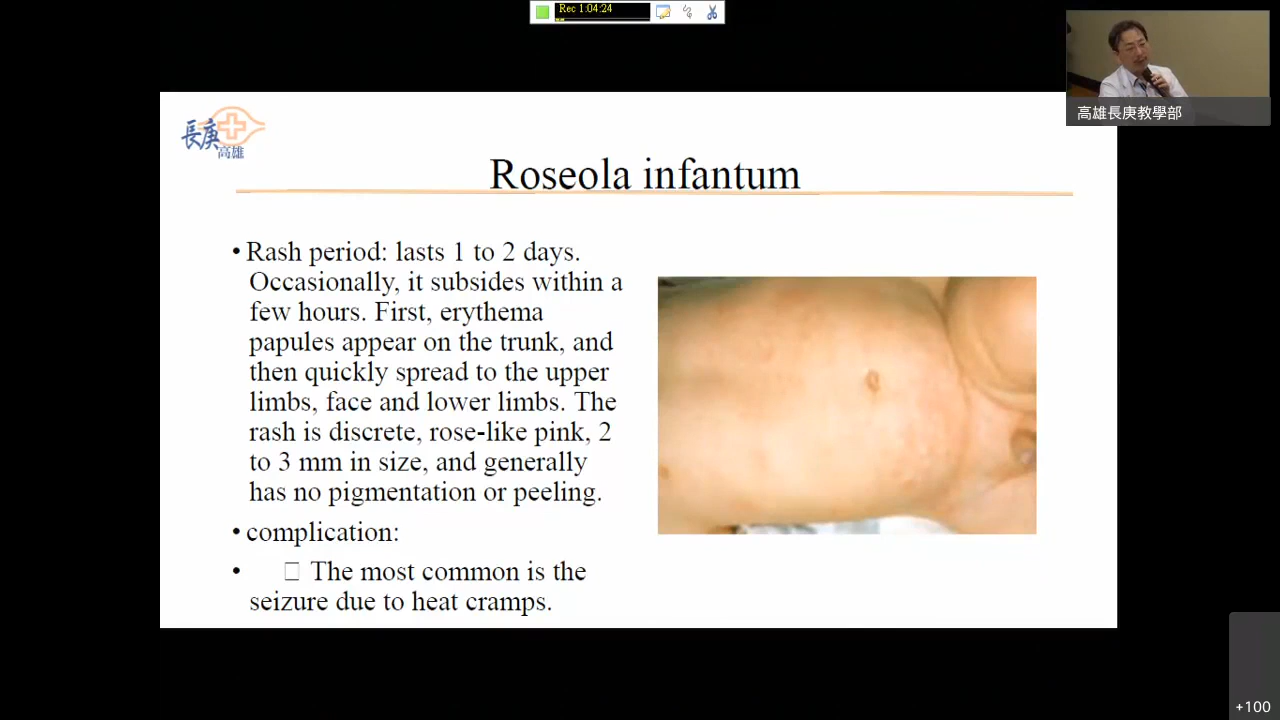 Rec 1:04:24
高雄長庚教學部
長庚
高雄
Roseola infantum
• Rash period: lasts 1 to 2 days.
Occasionally, it subsides within a
few hours. First, erythema
papules appear on the trunk, and
then quickly spread to the upper
limbs, face and lower limbs. The
rash is discrete, rose-like pink, 2
to 3 mm in size, and generally
has no pigmentation or peeling.
• complication:
• □ The most common is the
seizure due to heat cramps.
+100